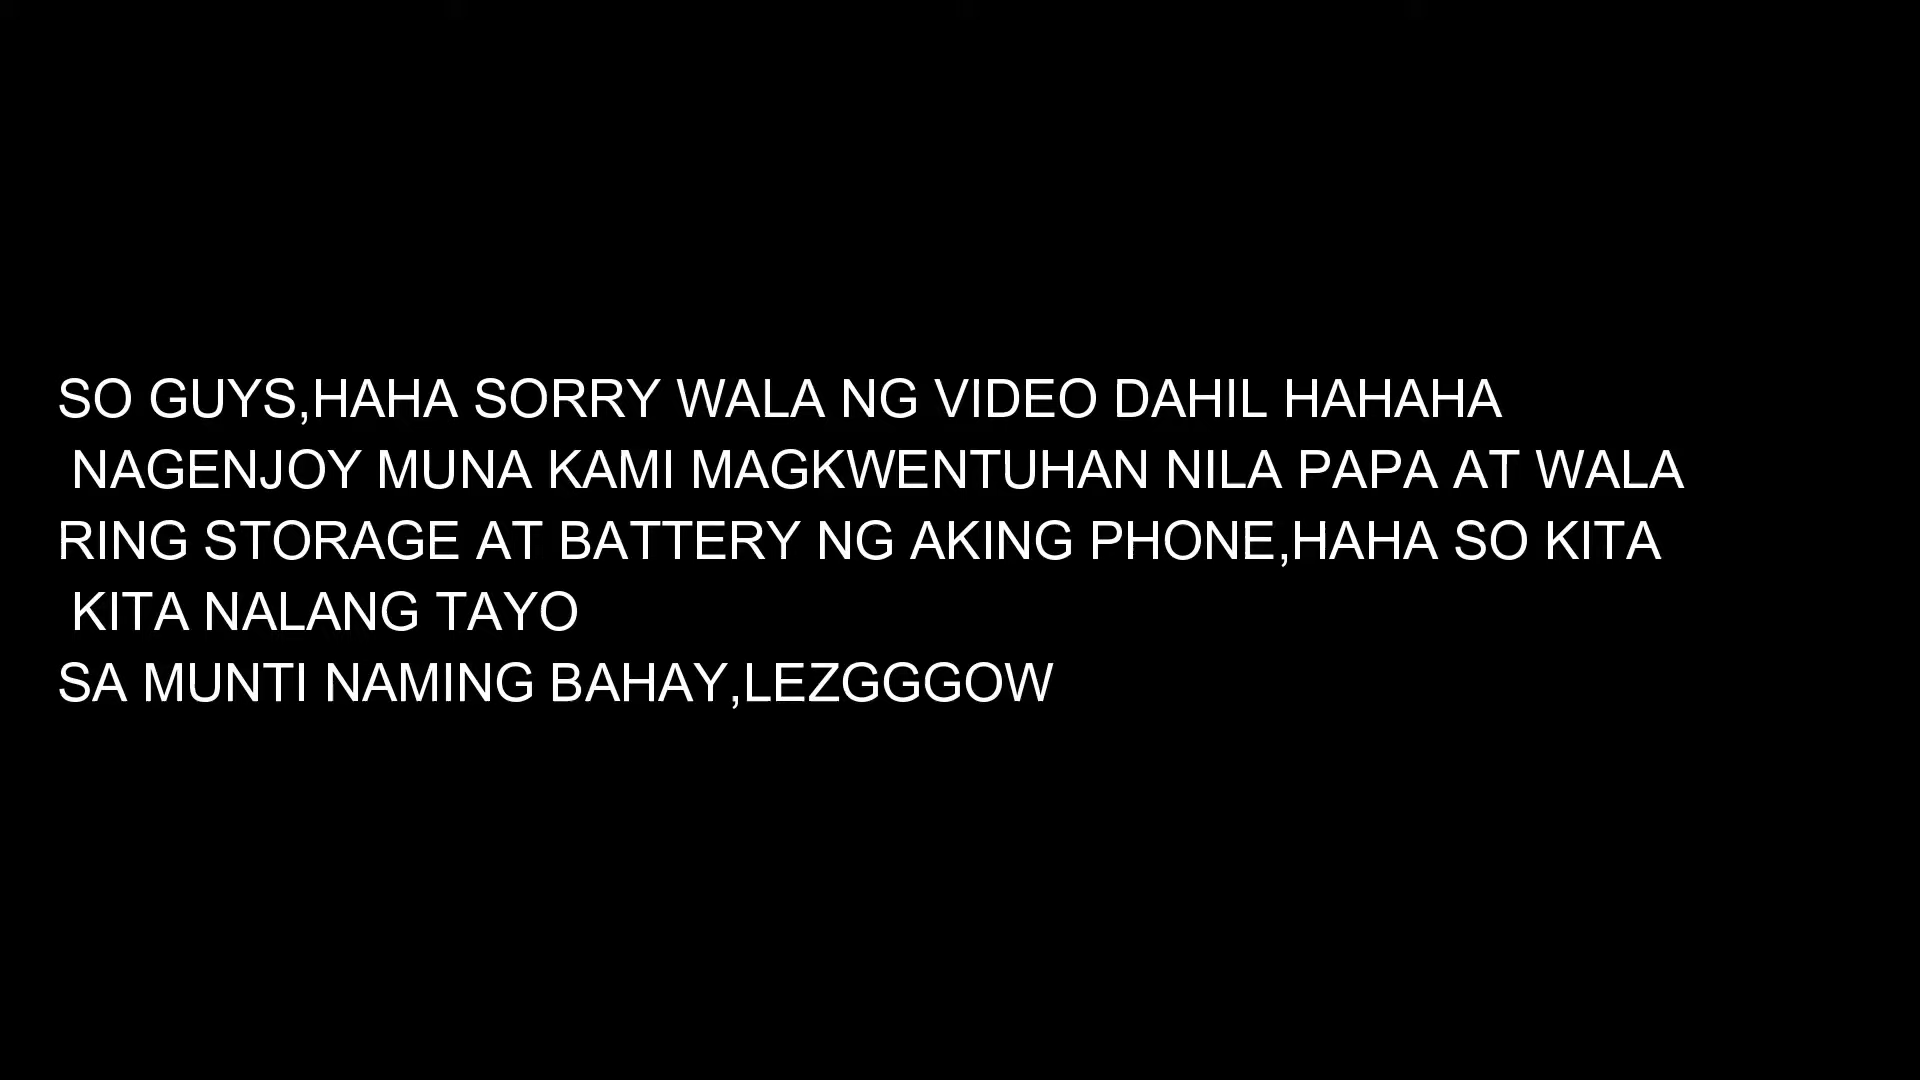 SO GUYS,HAHA SORRY WALA NG VIDEO DAHIL HAHAHA
NAGENJOY MUNA KAMI MAGKWENTUHAN NILA PAPA AT WALA
RING STORAGE AT BATTERY NG AKING PHONE,HAHA SO KITA
KITA NALANG TAYO
SA MUNTI NAMING BAHAY,LEZGGGOW